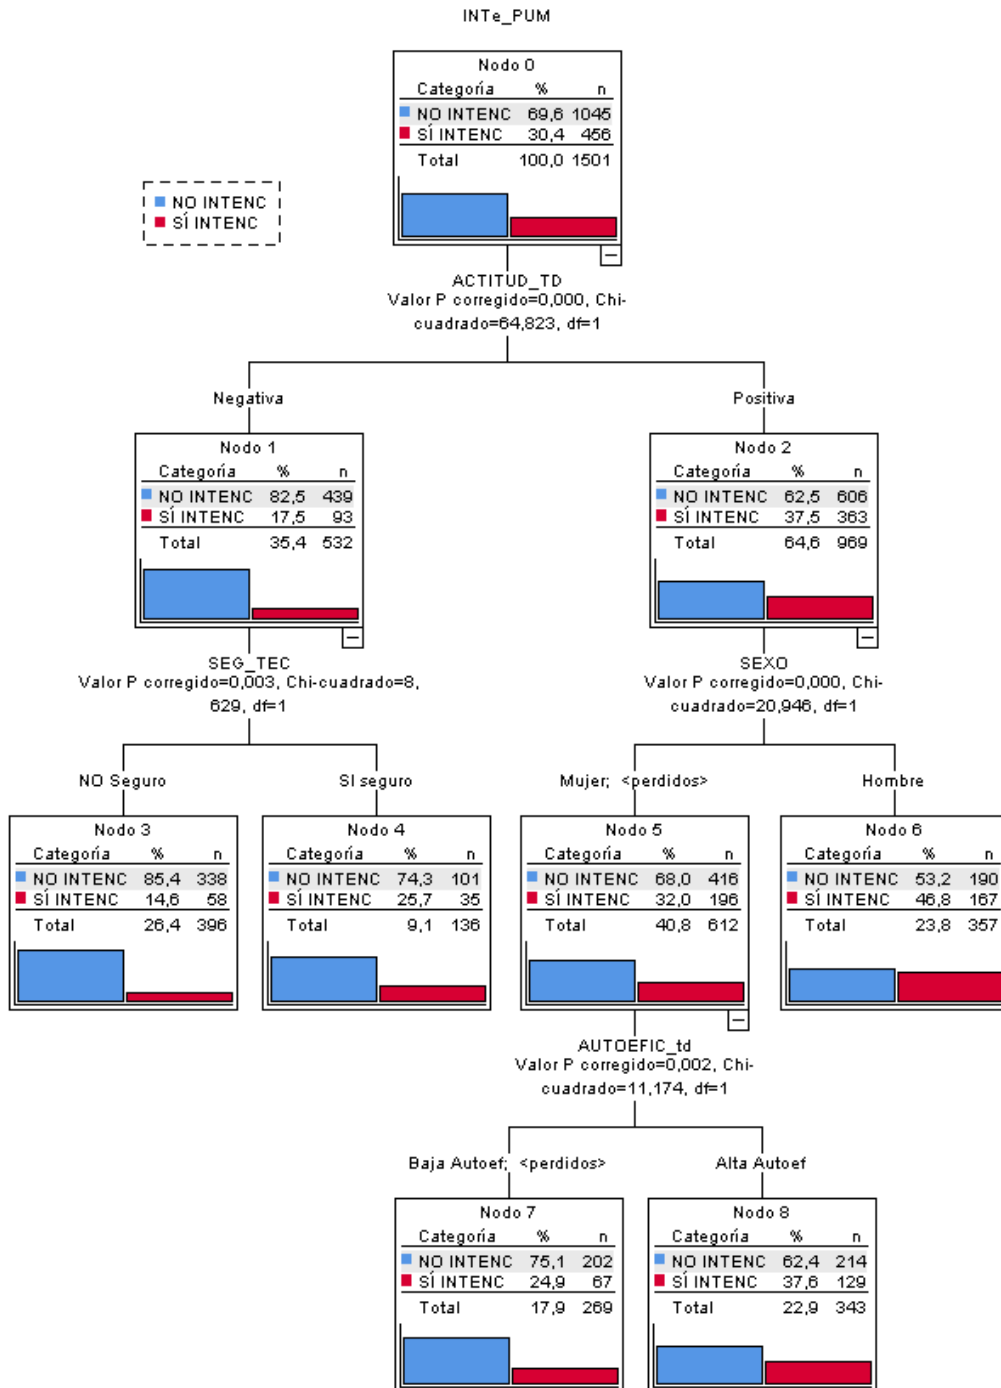 INTe_PUM
Nodo 0
Categoría % n
NO INTENC 69,6 1045
SÍ INTENC 30,4 456
Total 100,0 1501
NO INTENC
SÍ INTENC
ACTITUD_TD
Valor P corregido=0,000, Chi-
cuadrado=64,823, df=1
Negativa
Positiva
Nodo 1
Categoría % n
NO INTENC 82,5 439
SÍ INTENC 17,5 93
Total 35,4 532
Nodo 2
Categoría % n
NO INTENC 62,5 606
SÍ INTENC 37,5 363
Total 64,6 969
SEG_TEC
Valor P corregido=0,003, Chi-cuadrado=8,
629, df=1
SEXO
Valor P corregido=0,000, Chi-
cuadrado=20,946, df=1
NO Seguro
SI seguro
Mujer; <perdidos>
Hombre
Nodo 3
Categoría % n
NO INTENC 85,4 338
SÍ INTENC 14,6 58
Total 26,4 396
Nodo 4
Categoría % n
NO INTENC 74,3 101
SÍ INTENC 25,7 35
Total 9,1 136
Nodo 5
Categoría % n
NO INTENC 68,0 416
SÍ INTENC 32,0 196
Total 40,8 612
Nodo 6
Categoría % n
NO INTENC 53,2 190
SÍ INTENC 46,8 167
Total 23,8 357
AUTOEFIC_td
Valor P corregido=0,002, Chi-
cuadrado=11,174, df=1
Baja Autoef; <perdidos>
Alta Autoef
Nodo 7
Categoría % n
NO INTENC 75,1 202
SÍ INTENC 24,9 67
Total 17,9 269
Nodo 8
Categoría % n
NO INTENC 62,4 214
SÍ INTENC 37,6 129
Total 22,9 343